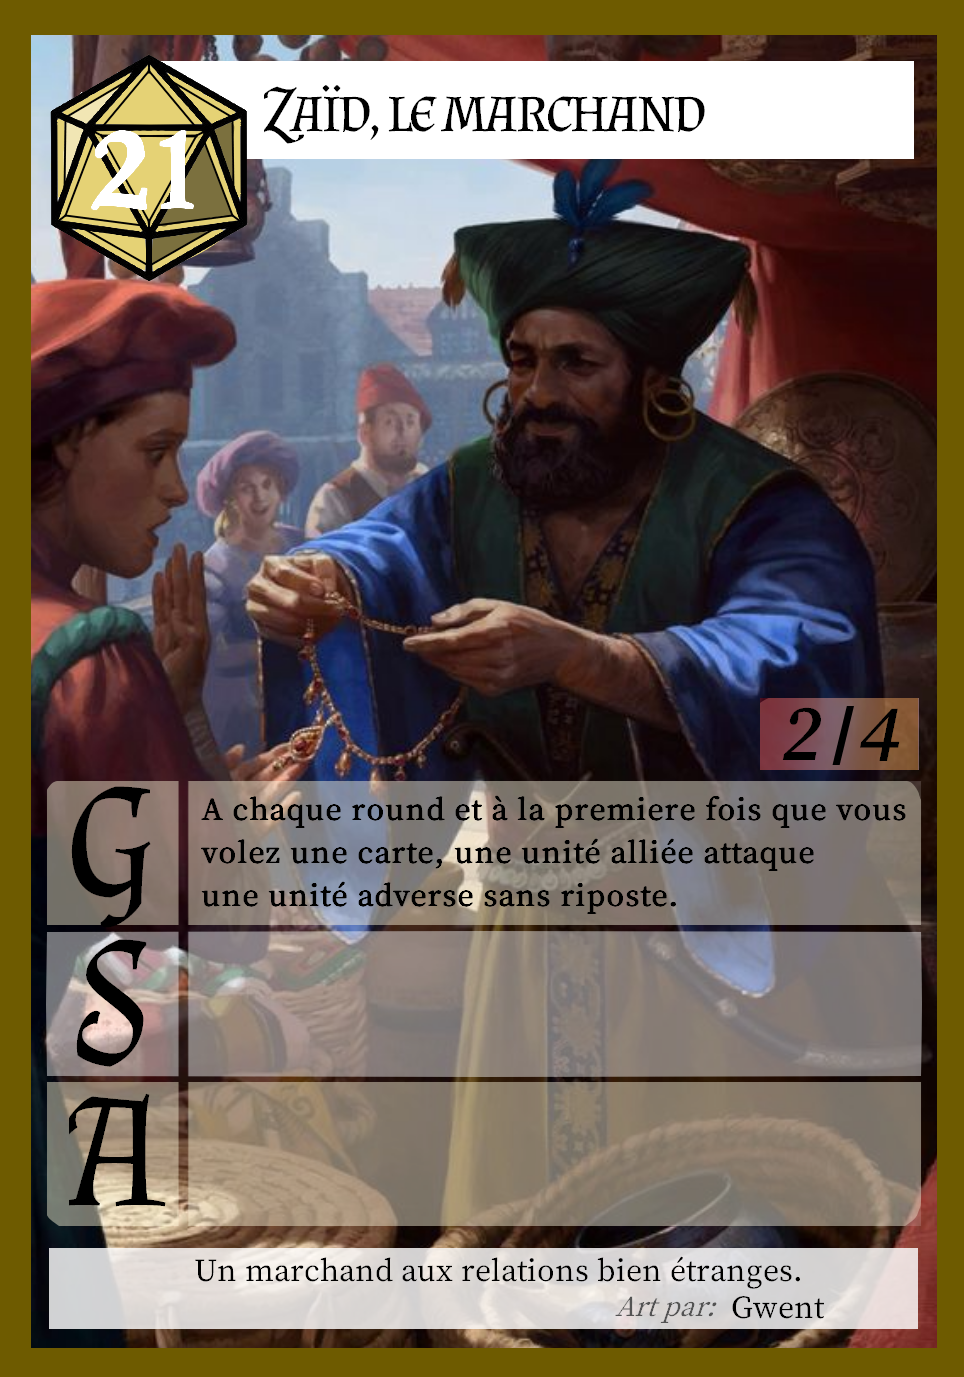 21
Zaïd, le marchand
2/4
G
A chaque round et à la premiere fois que vous
volez une carte, une unité alliée attaque
une unité adverse sans riposte.
S
A
Un marchand aux relations bien étranges.
Art par: Gwent